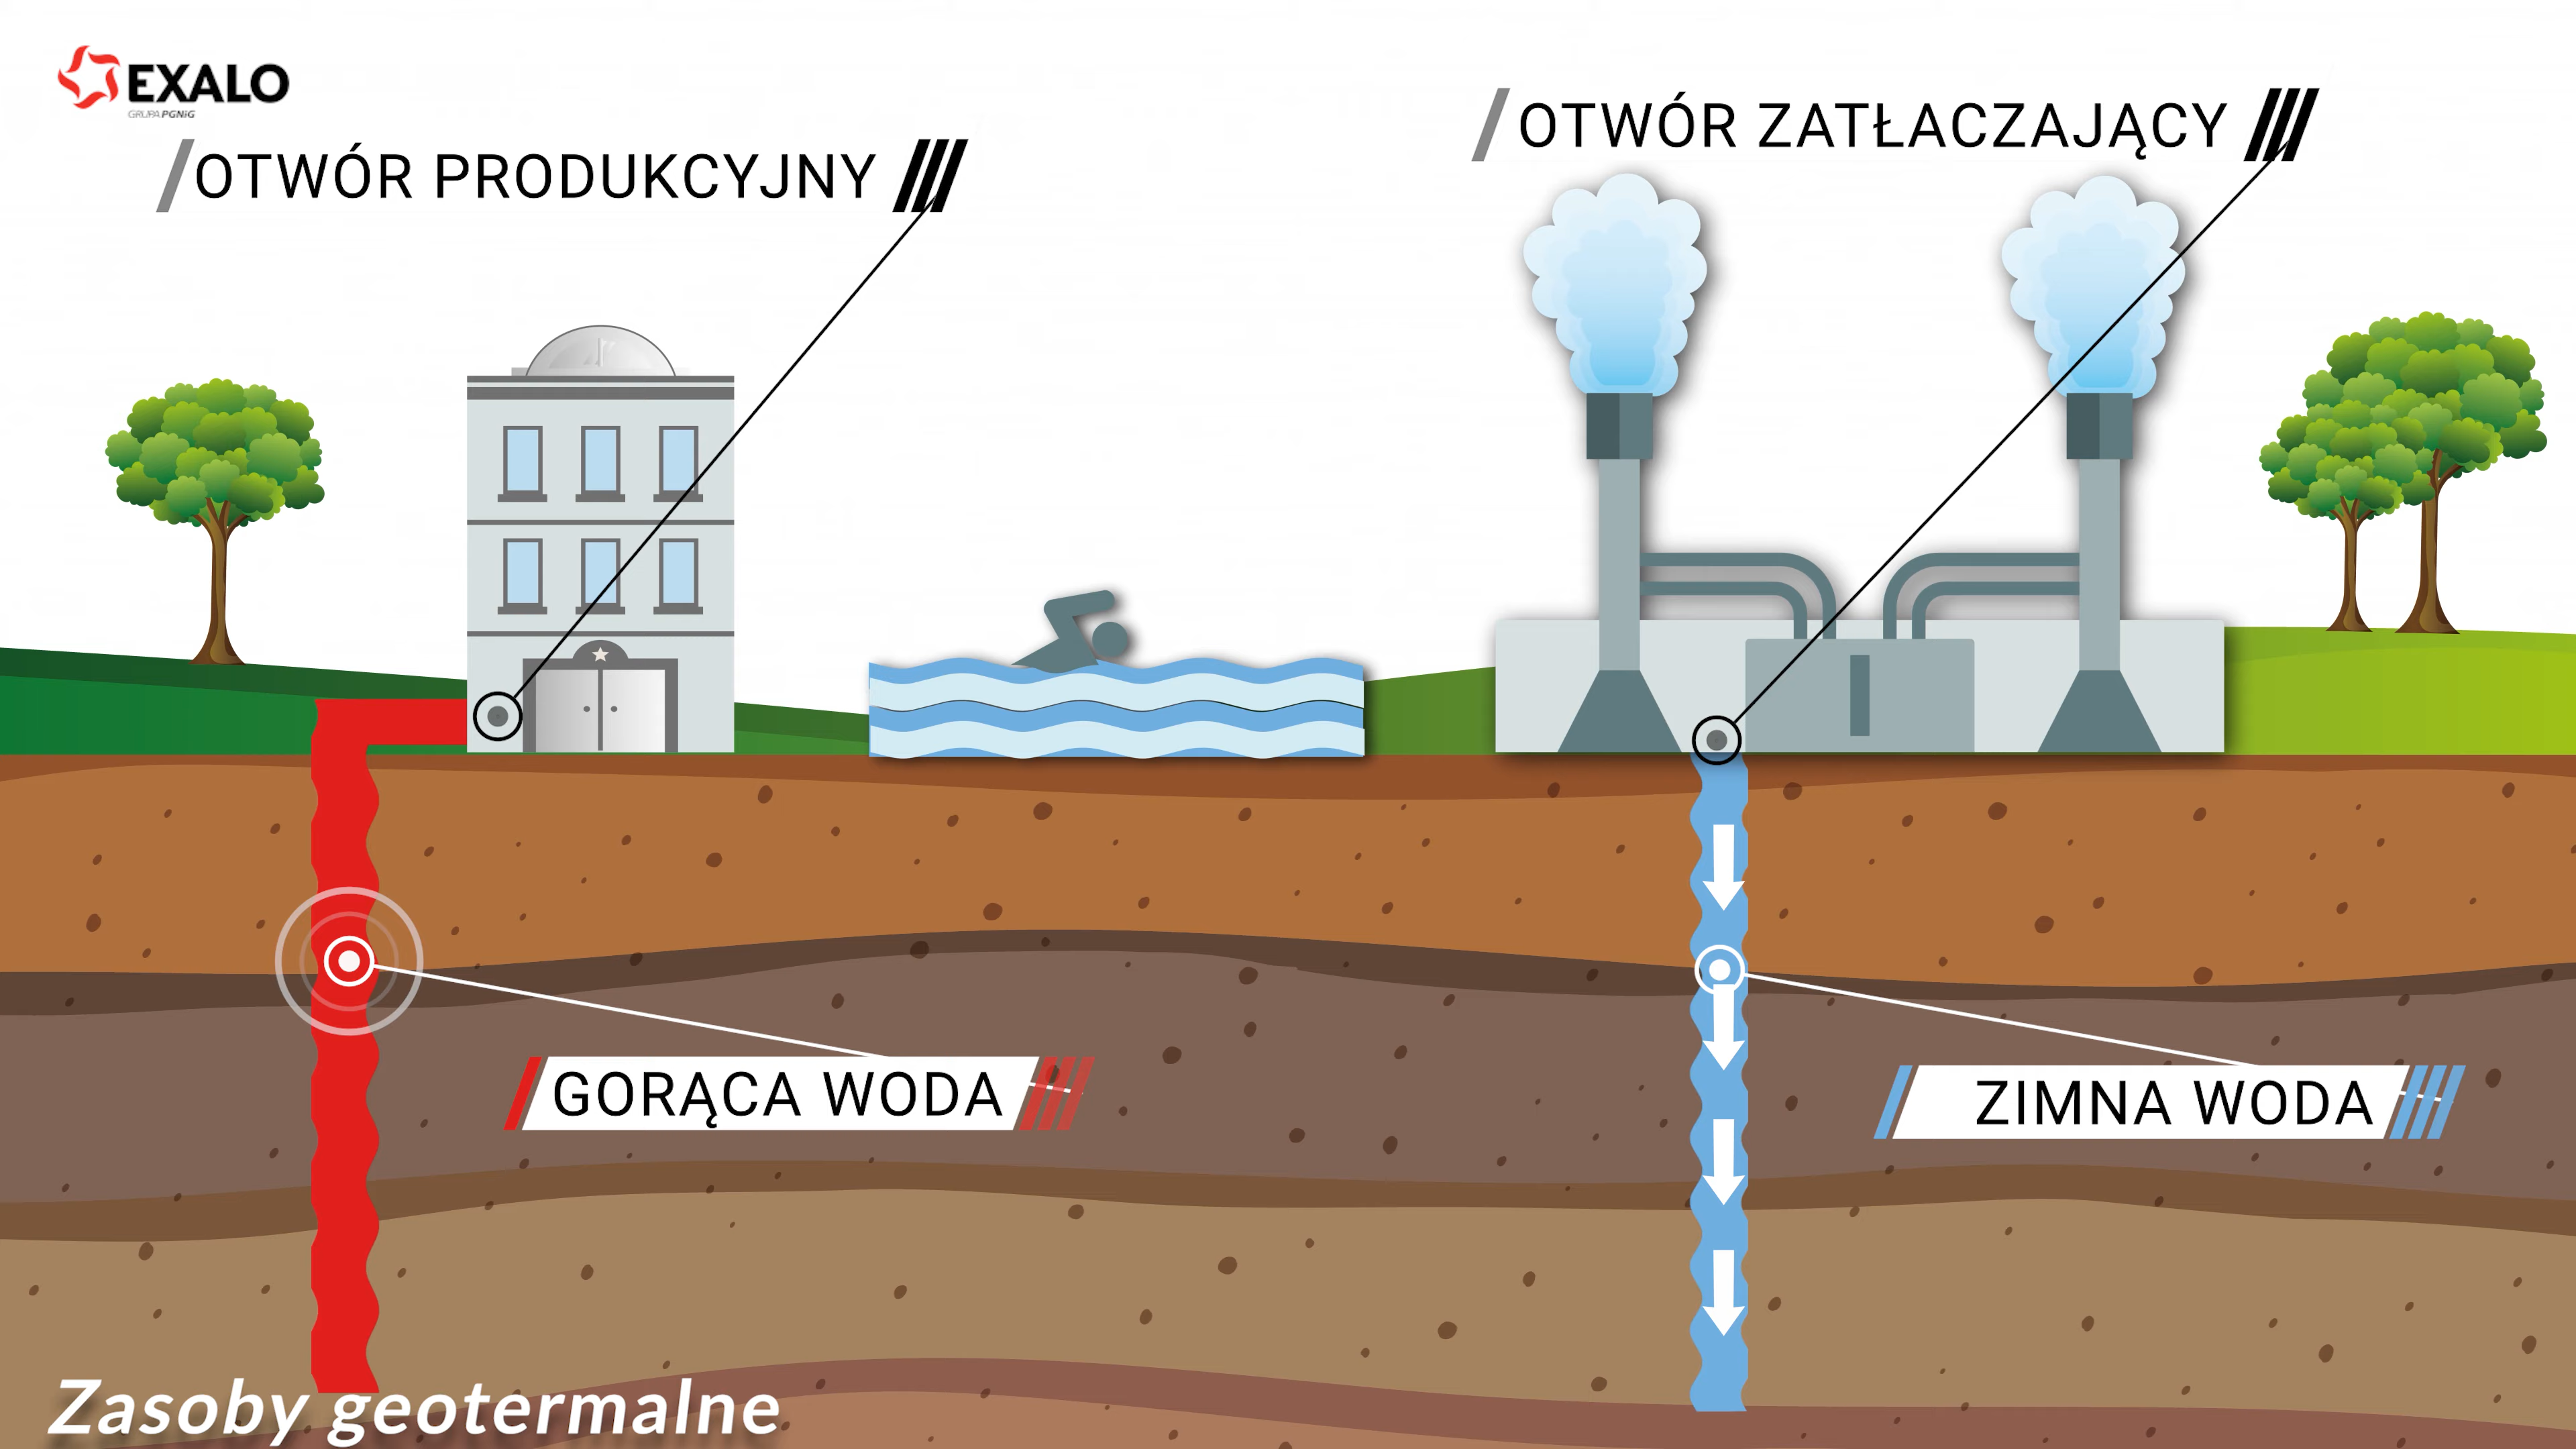 EXALO
GRUPA PGNiG
OTWÓR PRODUKCYJNY
OTWÓR ZATŁACZAJĄCY
GORĄCA WODA
ZIMNA WODA
Zasoby geotermalne